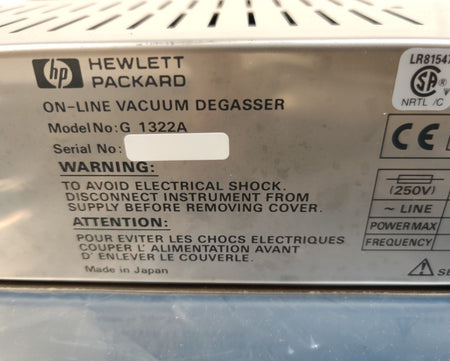 hp HEWLETT
PACKARD
ON-LINE VACUUM DEGASSER
Model No: G 1322A
Serial No:
WARNING:
TO AVOID ELECTRICAL SHOCK.
DISCONNECT INSTRUMENT FROM
SUPPLY BEFORE REMOVING COVER.
ATTENTION:
POUR EVITER LES CHOCS ELECTRIQUES
COUPER L' ALIMENTATION AVANT
D' ENLEVER LE COUVERLE.
Made in Japan
LR8154
NRTL /C
CE
(250V)
~ LINE
POWER MAX
FREQUENCY